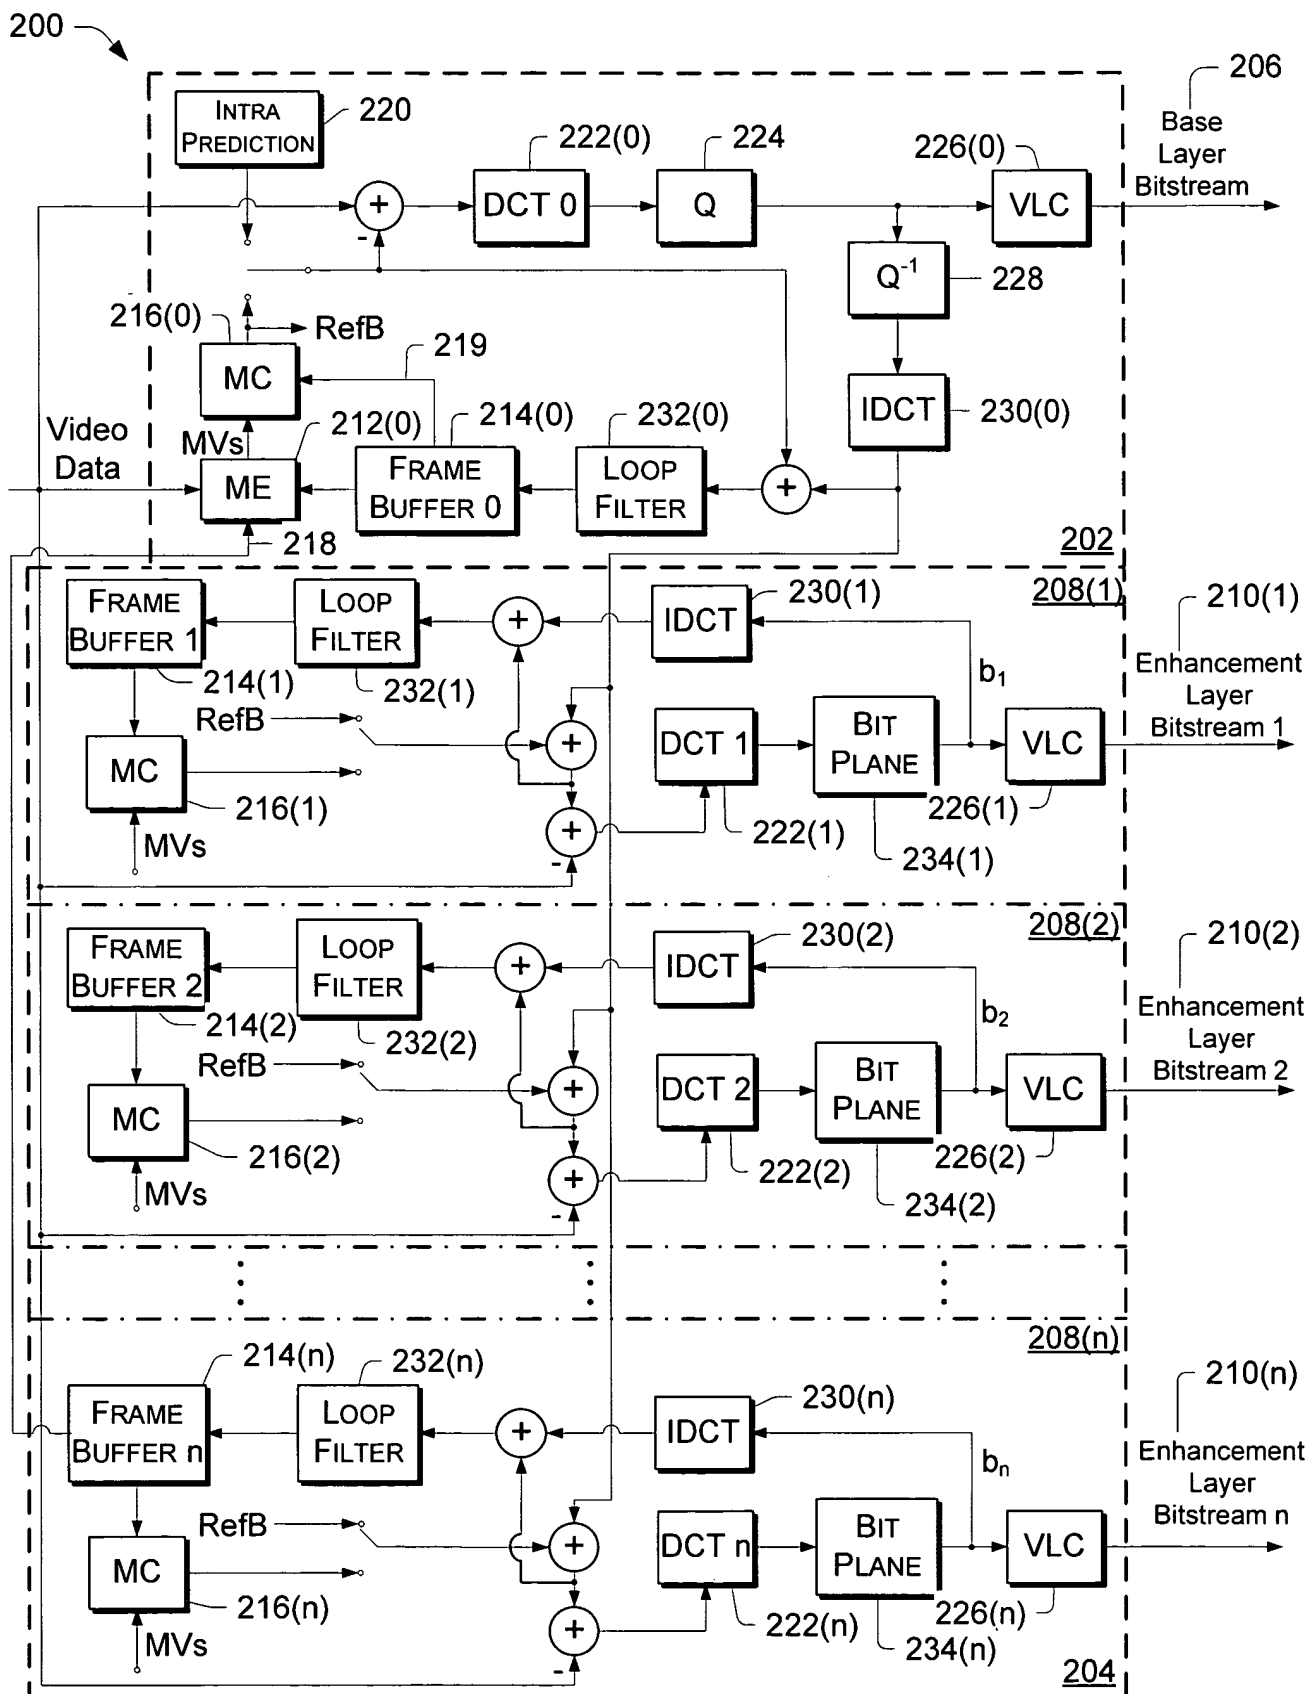 200
206
Base
Layer
Bitstream
INTRA
PREDICTION
220
222(0)
224
226(0)
+
-
DCT 0
Q
VLC
Q-1
228
216(0)
RefB
MC
219
IDCT
230(0)
Video
Data
MVs
212(0)
214(0)
232(0)
ME
FRAME
BUFFER 0
LOOP
FILTER
+
218
202
FRAME
BUFFER 1
LOOP
FILTER
+
IDCT
230(1)
208(1)
210(1)
Enhancement
Layer
Bitstream 1
214(1)
232(1)
b1
RefB
+
DCT 1
BIT
PLANE
VLC
MC
216(1)
222(1)
226(1)
+
-
MVs
234(1)
FRAME
BUFFER 2
LOOP
FILTER
+
IDCT
230(2)
208(2)
210(2)
Enhancement
Layer
Bitstream 2
214(2)
232(2)
b2
RefB
+
DCT 2
BIT
PLANE
VLC
MC
216(2)
222(2)
226(2)
+
-
MVs
234(2)
208(n)
214(n)
232(n)
230(n)
210(n)
FRAME
BUFFER n
LOOP
FILTER
+
IDCT
Enhancement
Layer
Bitstream n
bn
RefB
+
DCT n
BIT
PLANE
VLC
MC
216(n)
222(n)
226(n)
+
-
MVs
234(n)
204